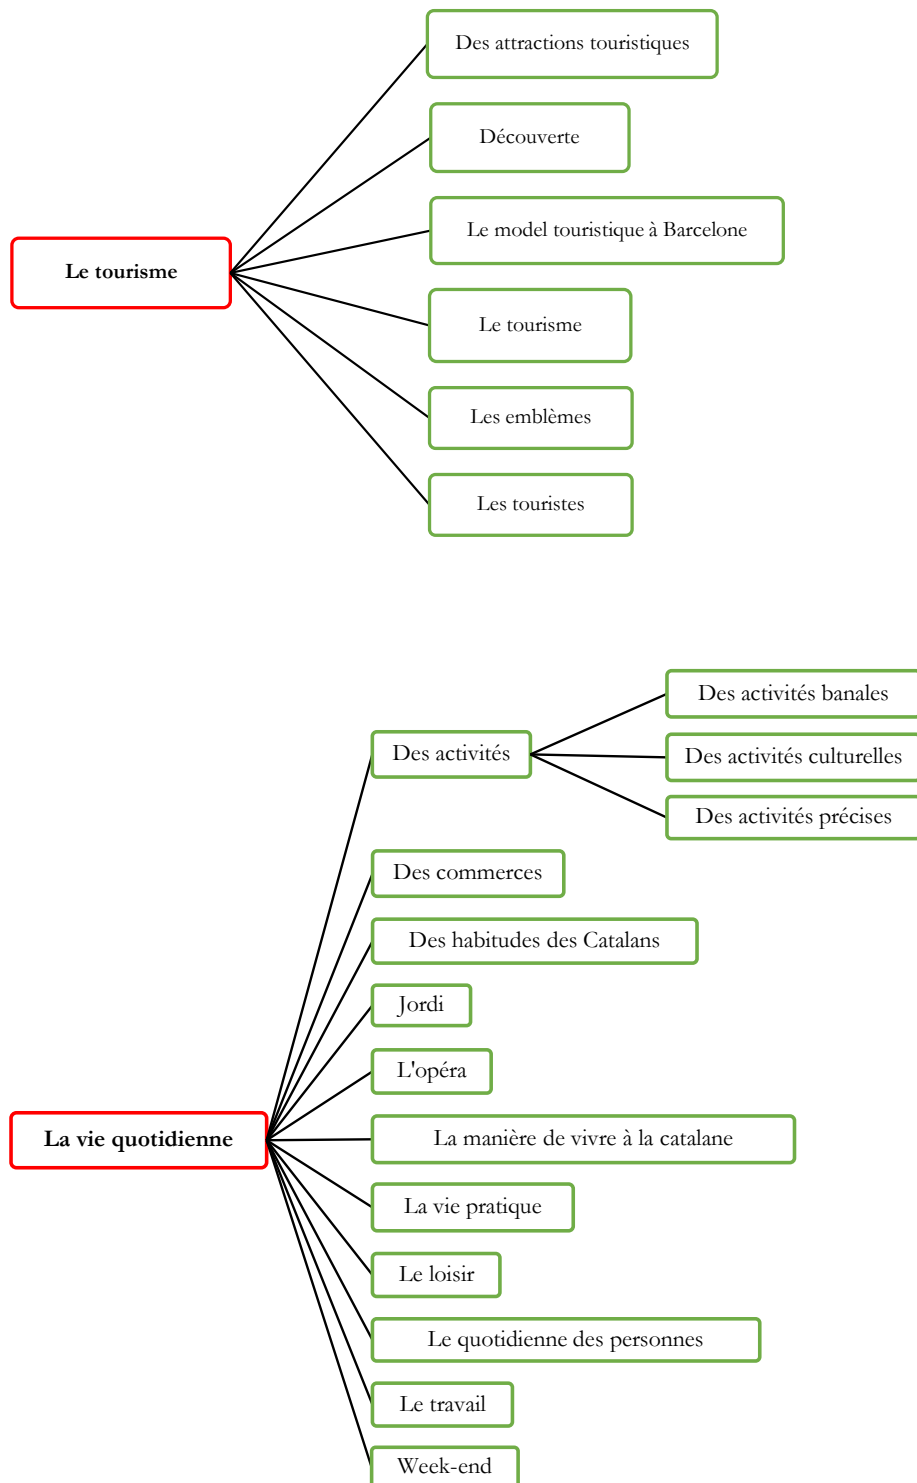 Des attractions touristiques
Découverte
Le model touristique à Barcelone
Le tourisme
Le tourisme
Les emblèmes
Les touristes
Des activités banales
Des activités
Des activités culturelles
Des activités précises
Des commerces
Des habitudes des Catalans
Jordi
L'opéra
La vie quotidienne
La manière de vivre à la catalane
La vie pratique
Le loisir
Le quotidienne des personnes
Le travail
Week-end